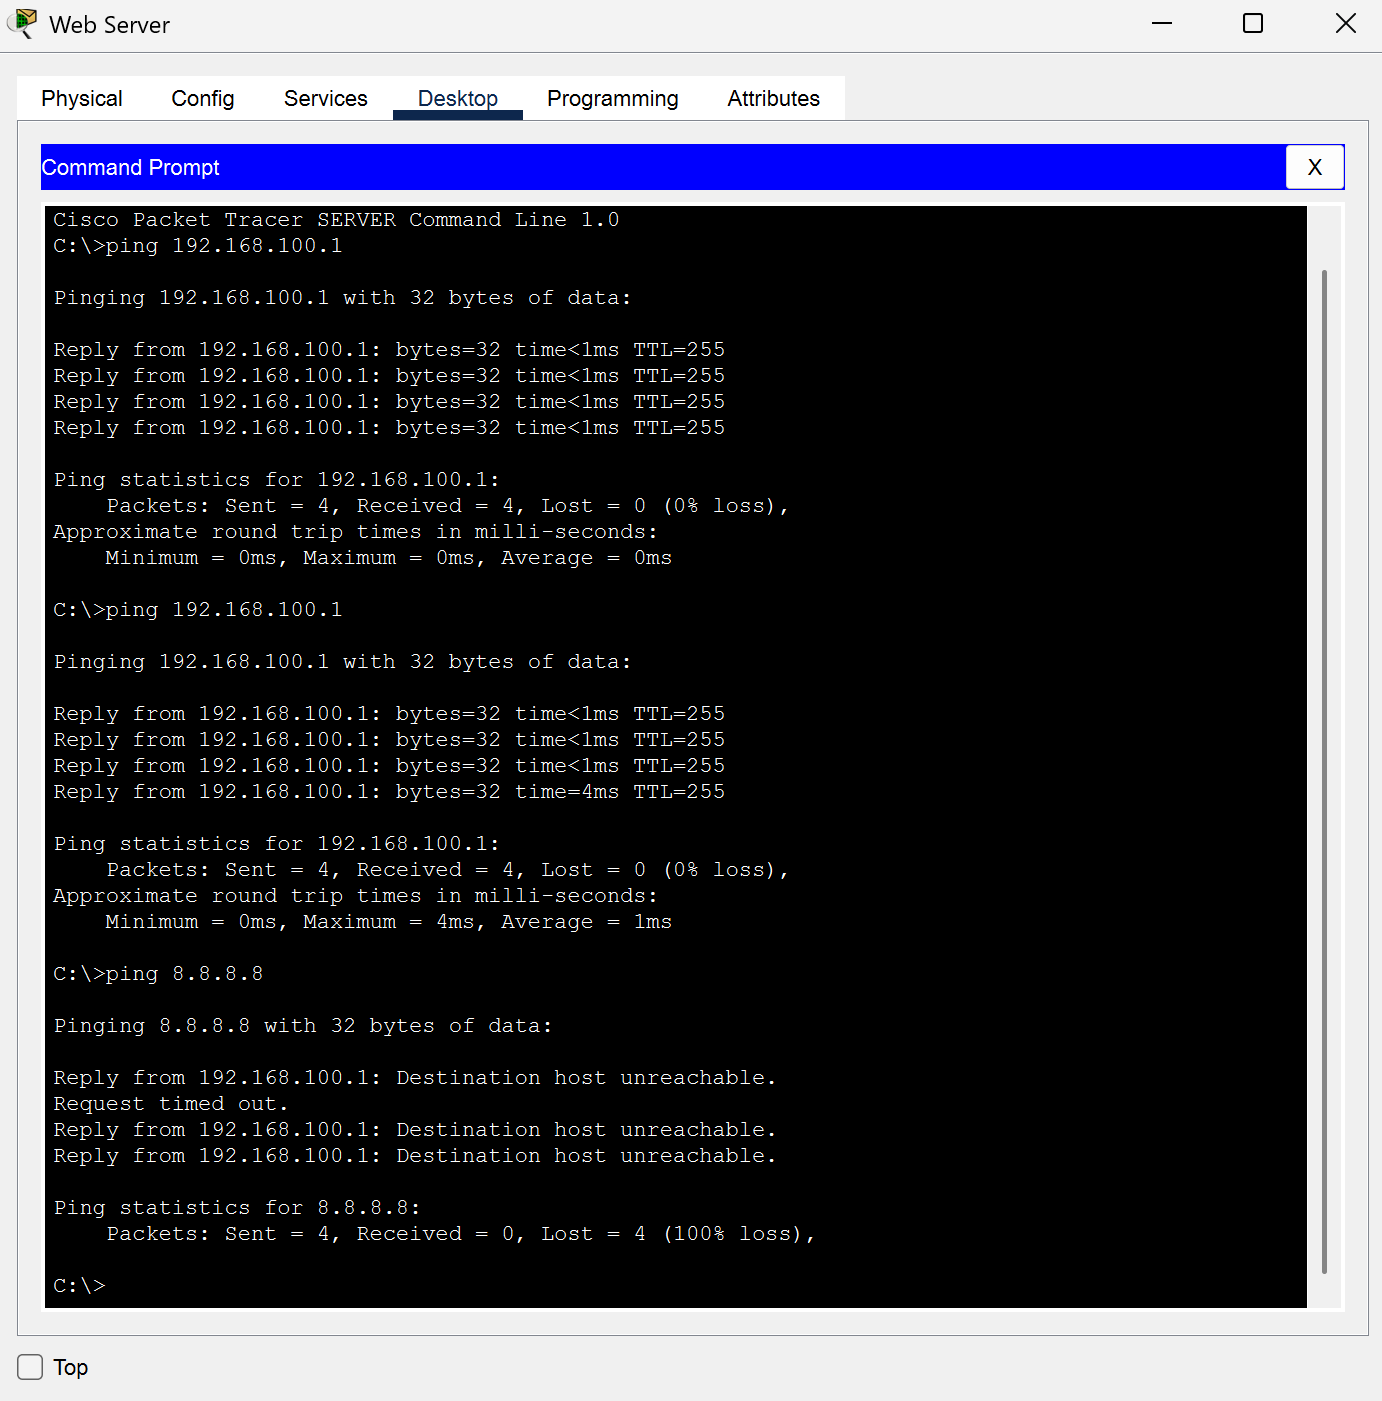 Web Server
Physical Config Services Desktop Programming Attributes
Command Prompt X
Cisco Packet Tracer SERVER Command Line 1.0
C:\>ping 192.168.100.1
Pinging 192.168.100.1 with 32 bytes of data:
Reply from 192.168.100.1: bytes=32 time<1ms TTL=255
Reply from 192.168.100.1: bytes=32 time<1ms TTL=255
Reply from 192.168.100.1: bytes=32 time<1ms TTL=255
Reply from 192.168.100.1: bytes=32 time<1ms TTL=255
Ping statistics for 192.168.100.1:
    Packets: Sent = 4, Received = 4, Lost = 0 (0% loss),
Approximate round trip times in milli-seconds:
    Minimum = 0ms, Maximum = 0ms, Average = 0ms
C:\>ping 192.168.100.1
Pinging 192.168.100.1 with 32 bytes of data:
Reply from 192.168.100.1: bytes=32 time<1ms TTL=255
Reply from 192.168.100.1: bytes=32 time<1ms TTL=255
Reply from 192.168.100.1: bytes=32 time<1ms TTL=255
Reply from 192.168.100.1: bytes=32 time=4ms TTL=255
Ping statistics for 192.168.100.1:
    Packets: Sent = 4, Received = 4, Lost = 0 (0% loss),
Approximate round trip times in milli-seconds:
    Minimum = 0ms, Maximum = 4ms, Average = 1ms
C:\>ping 8.8.8.8
Pinging 8.8.8.8 with 32 bytes of data:
Reply from 192.168.100.1: Destination host unreachable.
Request timed out.
Reply from 192.168.100.1: Destination host unreachable.
Reply from 192.168.100.1: Destination host unreachable.
Ping statistics for 8.8.8.8:
    Packets: Sent = 4, Received = 0, Lost = 4 (100% loss),
C:\>
Top